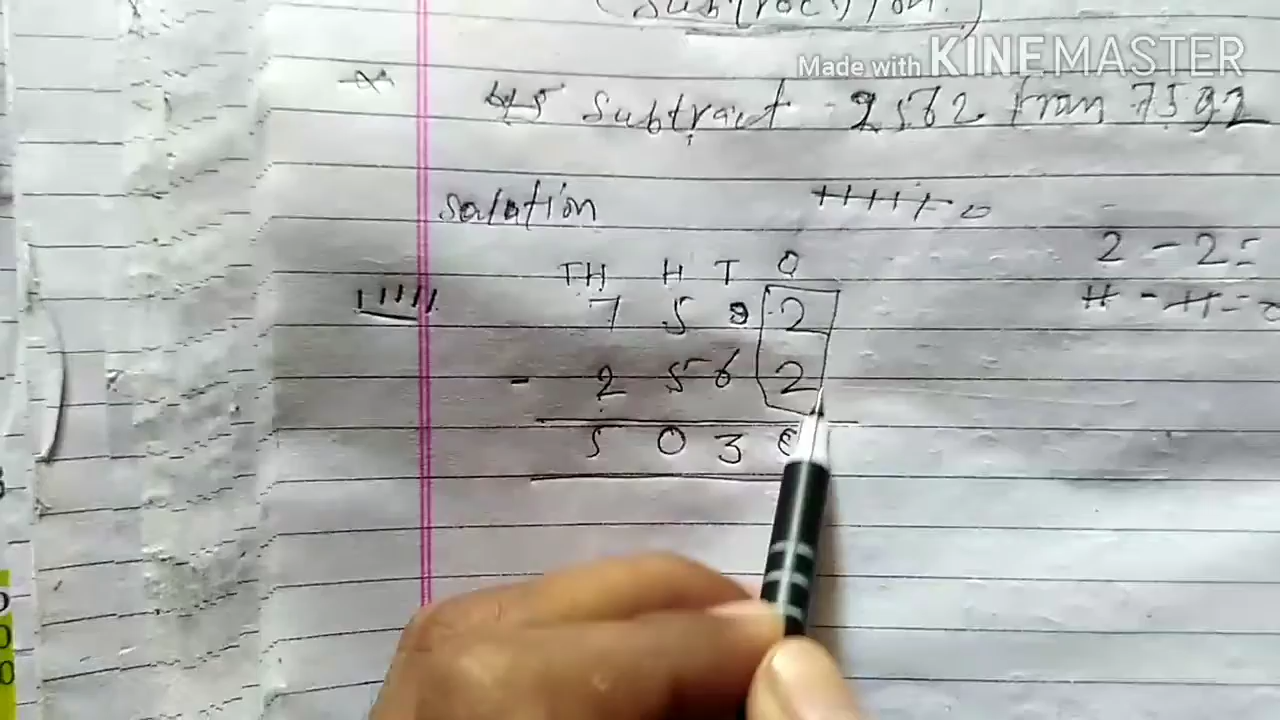 (Subtraction)
Made with KINEMASTER
Subtract 2562 from 7592
Solution
2 - 2 =
TH H T O
7 5 9 2
- 2 5 6 2
5 0 3